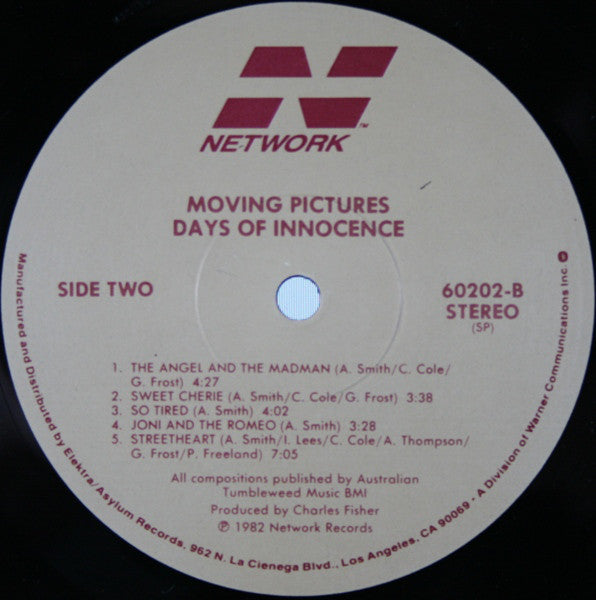 NETWORK™
MOVING PICTURES
DAYS OF INNOCENCE
SIDE TWO
60202-B
STEREO
(SP)
1. THE ANGEL AND THE MADMAN (A. Smith/C. Cole/
G. Frost) 4:27
2. SWEET CHERIE (A. Smith/C. Cole/G. Frost) 3:38
3. SO TIRED (A. Smith) 4:02
4. JONI AND THE ROMEO (A. Smith) 3:28
5. STREETHEART (A. Smith/I. Lees/C. Cole/A. Thompson/
G. Frost/P. Freeland) 7:05
All compositions published by Australian
Tumbleweed Music BMI
Produced by Charles Fisher
℗ 1982 Network Records
Manufactured and Distributed by Elektra/Asylum Records, 962 N. La Cienega Blvd., Los Angeles, CA 90069 - A Division of Warner Communications Inc.